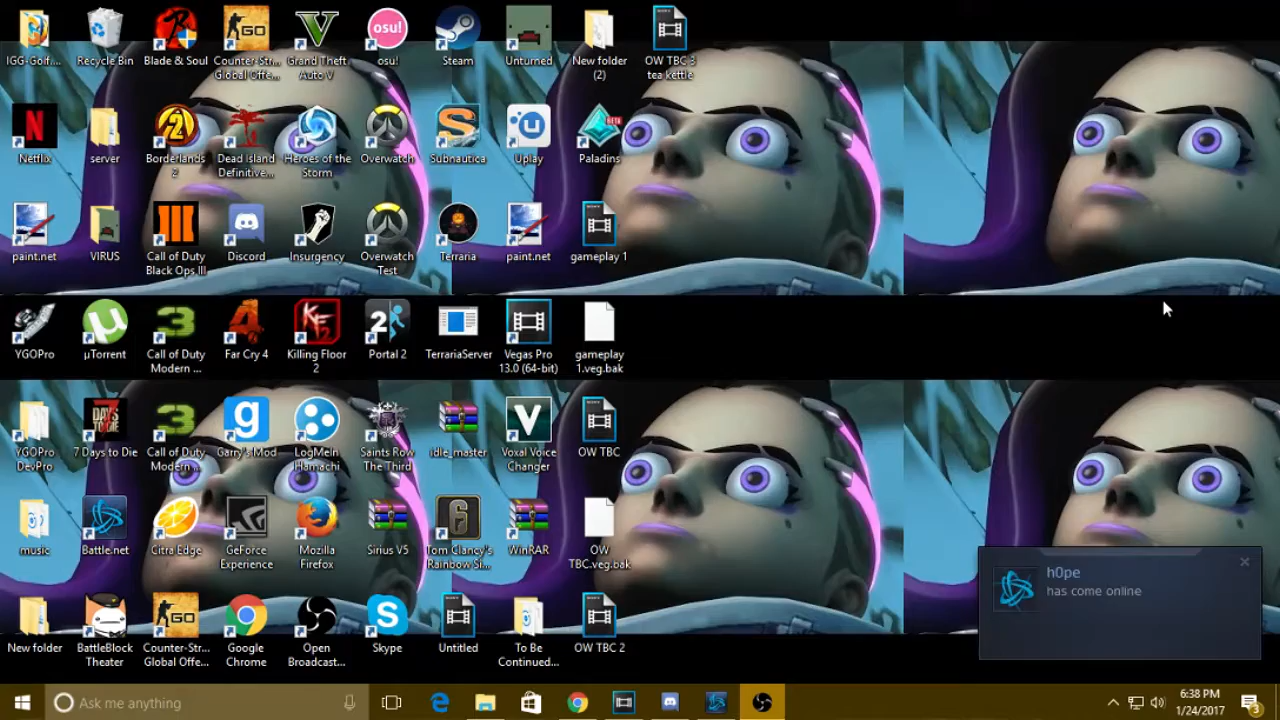 IGG-Golf....
Recycle Bin
Blade & Soul
Counter-Str...
Global Offe...
Grand Theft
Auto V
osu!
osu!
Steam
Unturned
New folder
(2)
OW TBC 3
tea kettle
Netflix
server
Borderlands
2
Dead Island
Definitive...
Heroes of the
Storm
Overwatch
Subnautica
Uplay
BETA
Paladins
paint.net
VIRUS
Call of Duty
Black Ops III
Discord
Insurgency
Overwatch
Test
Terraria
paint.net
gameplay 1
YGOPro
µTorrent
Call of Duty
Modern ...
Far Cry 4
Killing Floor
2
Portal 2
TerrariaServer
Vegas Pro
13.0 (64-bit)
gameplay
1.veg.bak
YGOPro
DevPro
7 Days to Die
Call of Duty
Modern ...
Garry's Mod
LogMeIn
Hamachi
Saints Row
The Third
idle_master
Voxal Voice
Changer
OW TBC
music
Battle.net
Citra Edge
GeForce
Experience
Mozilla
Firefox
Sirius V5
Tom Clancy's
Rainbow Si...
WinRAR
OW
TBC.veg.bak
h0pe
has come online
New folder
BattleBlock
Theater
Counter-Str...
Global Offe...
Google
Chrome
Open
Broadcast...
Skype
Untitled
To Be
Continued...
OW TBC 2
Ask me anything
6:38 PM
1/24/2017
3